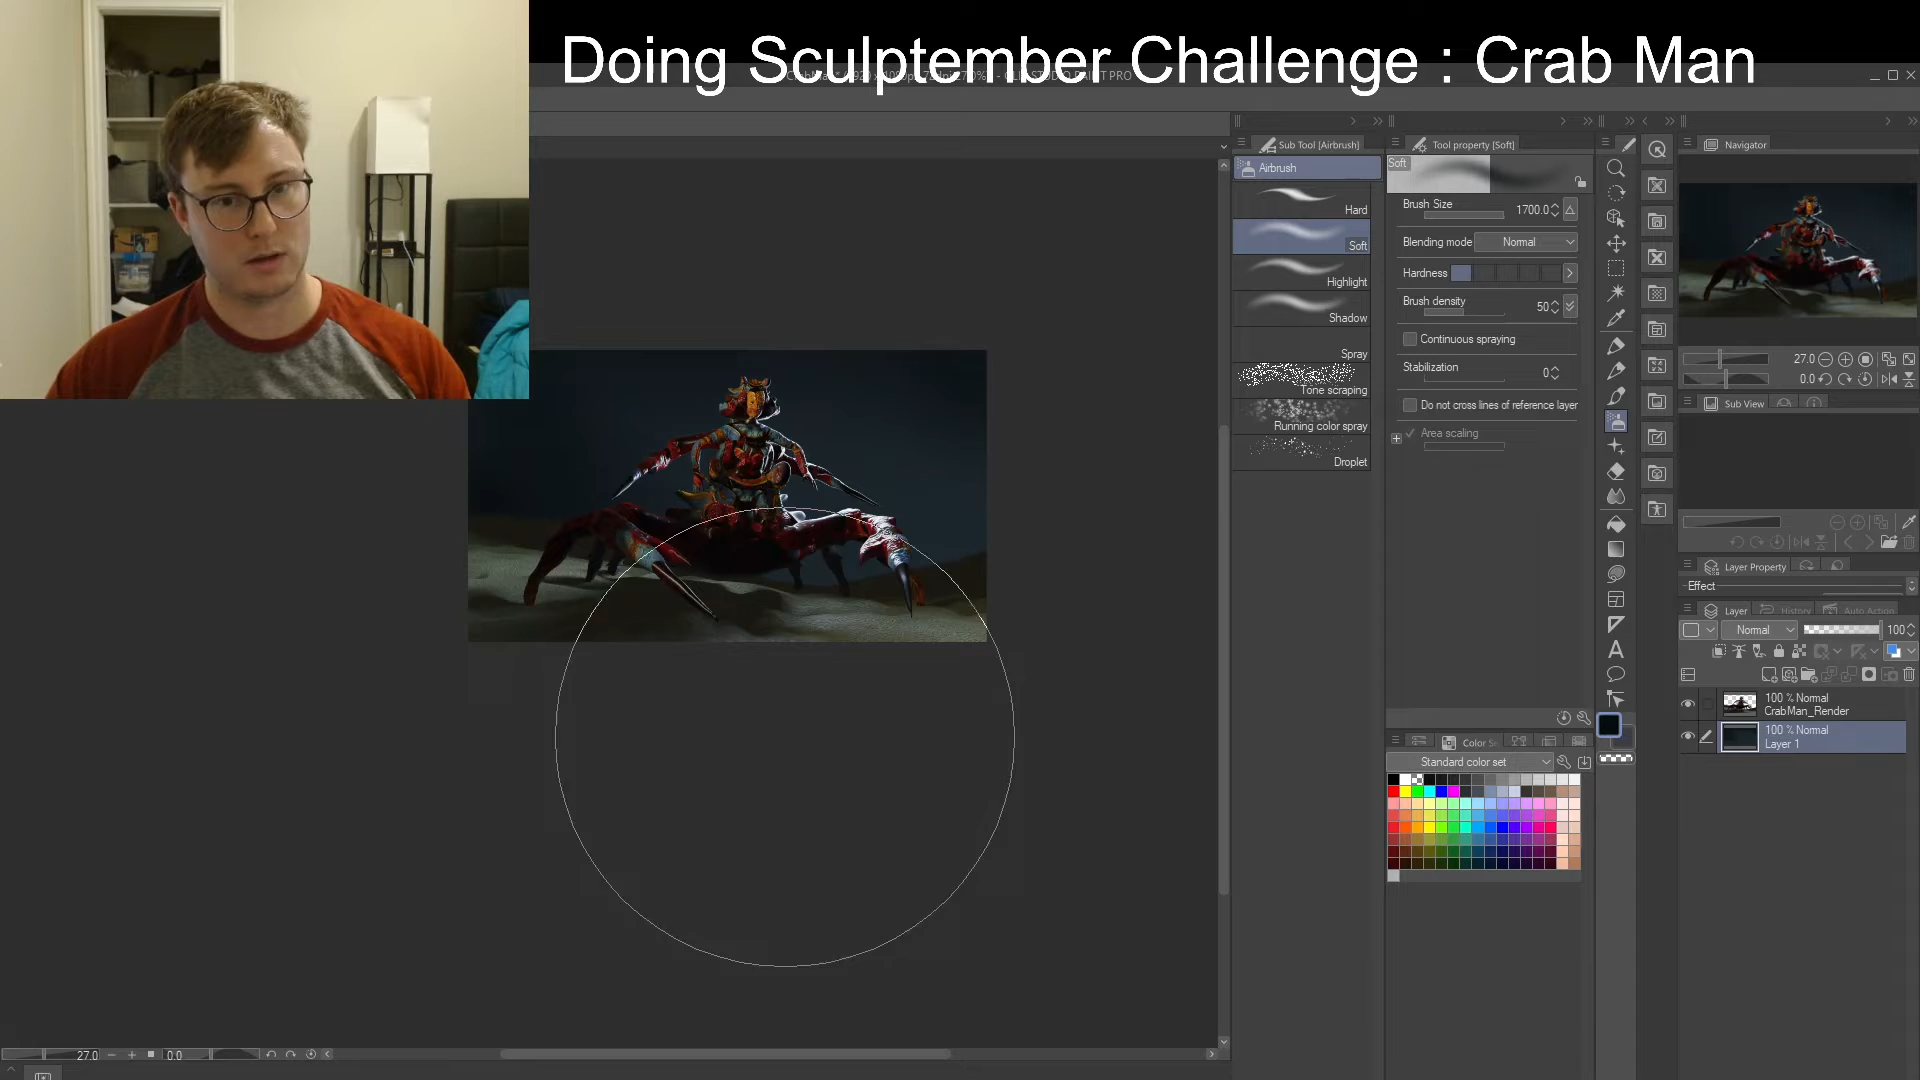 Doing Sculptember Challenge : Crab Man
Sub Tool [Airbrush]
Airbrush
Hard
Soft
Highlight
Shadow
Spray
Tone scraping
Running color spray
Droplet
Tool property [Soft]
Soft
Brush Size
1700.0
Blending mode
Normal
Hardness
Brush density
50
Continuous spraying
Stabilization
0
Do not cross lines of reference layer
Area scaling
Standard color set
Navigator
27.0
0.0
Sub View
Layer Property
Effect
Layer
History
Auto Action
Normal
100
100 % Normal
CrabMan_Render
100 % Normal
Layer 1
27.0
0.0